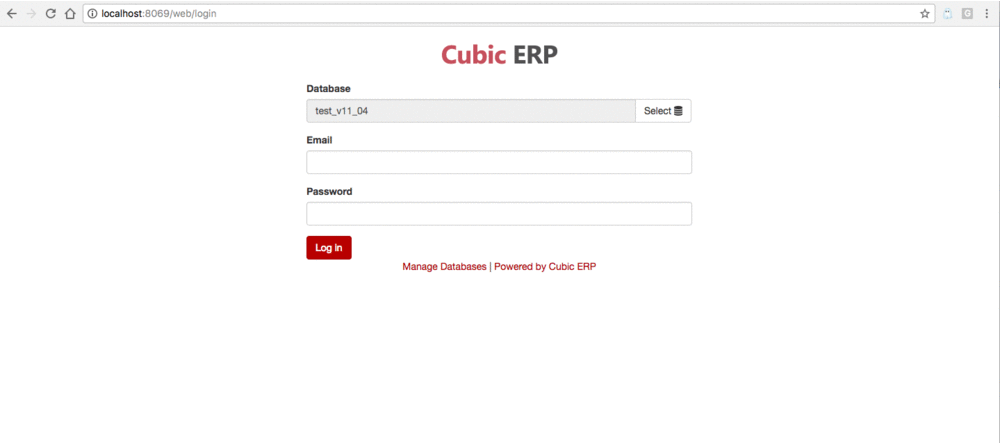 localhost:8069/web/login
Cubic ERP
Database
test_v11_04
Select
Email
Password
Log in
Manage Databases | Powered by Cubic ERP